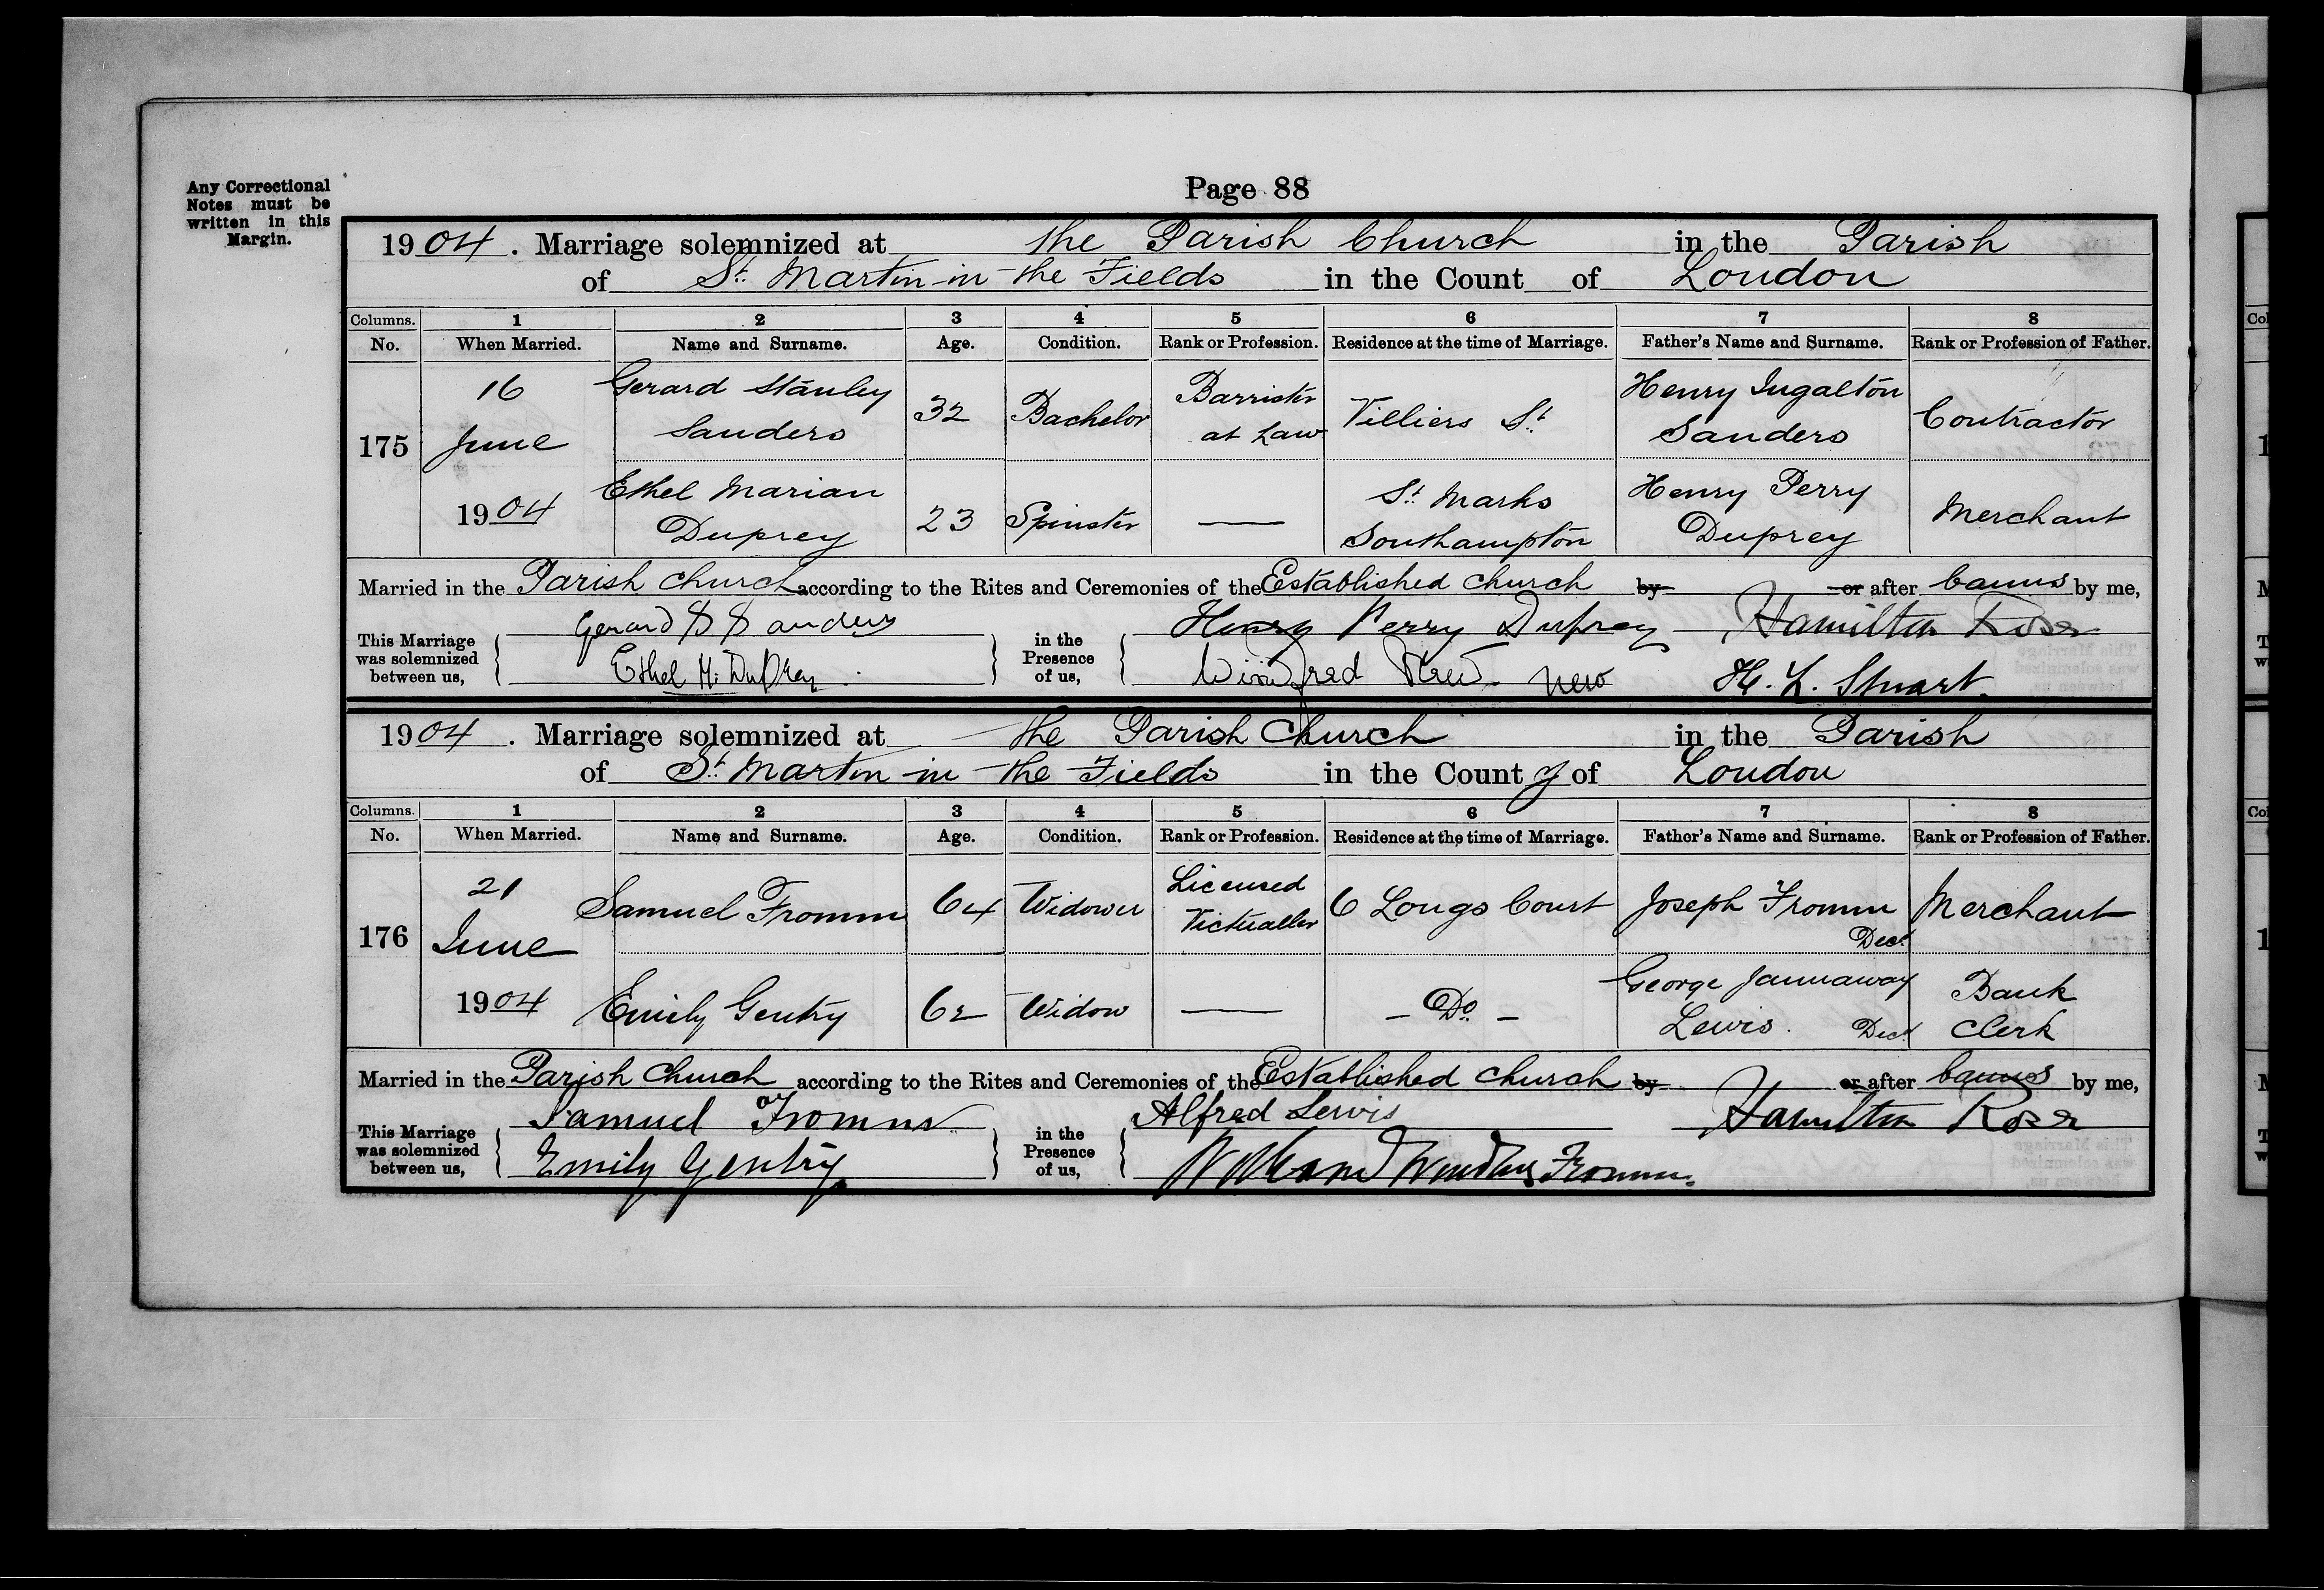 Page 88
Any Correctional
Notes must be
written in this
Margin.
1904. Marriage solemnized at the Parish Church in the Parish
of St. Martin-in-the Fields in the Count of London
Columns. 1 2 3 4 5 6 7 8
No. When Married. Name and Surname. Age. Condition. Rank or Profession. Residence at the time of Marriage. Father's Name and Surname. Rank or Profession of Father.
175 16 June 1904
Gerard Stanley Sanders 32 Bachelor Barrister at Law Villiers St. Henry Ingalton Sanders Contractor
Ethel Marian Duprey 23 Spinster — St. Marks Southampton Henry Perry Duprey Merchant
Married in the Parish Church according to the Rites and Ceremonies of the Established Church by or after banns by me,
This Marriage
was solemnized
between us,
Gerard S Sanders
Ethel M. Duprey
in the
Presence
of us,
Henry Perry Duprey
Winifred New
Hamilton Rose
H. L. Stuart.
1904. Marriage solemnized at the Parish Church in the Parish
of St. Martin-in-the Fields in the County of London
Columns. 1 2 3 4 5 6 7 8
No. When Married. Name and Surname. Age. Condition. Rank or Profession. Residence at the time of Marriage. Father's Name and Surname. Rank or Profession of Father.
176 21 June 1904
Samuel Fromm 64 Widower Licensed Victualler 6 Longs Court Joseph Fromm Decd. Merchant
Emily Gentry 62 Widow — - Do. - George Jannaway Lewis. Decd. Bank Clerk
Married in the Parish Church according to the Rites and Ceremonies of the Established Church by or after banns by me,
This Marriage
was solemnized
between us,
Samuel Fromm
Emily Gentry
in the
Presence
of us,
Alfred Lewis
Fromm.
Hamilton Rose